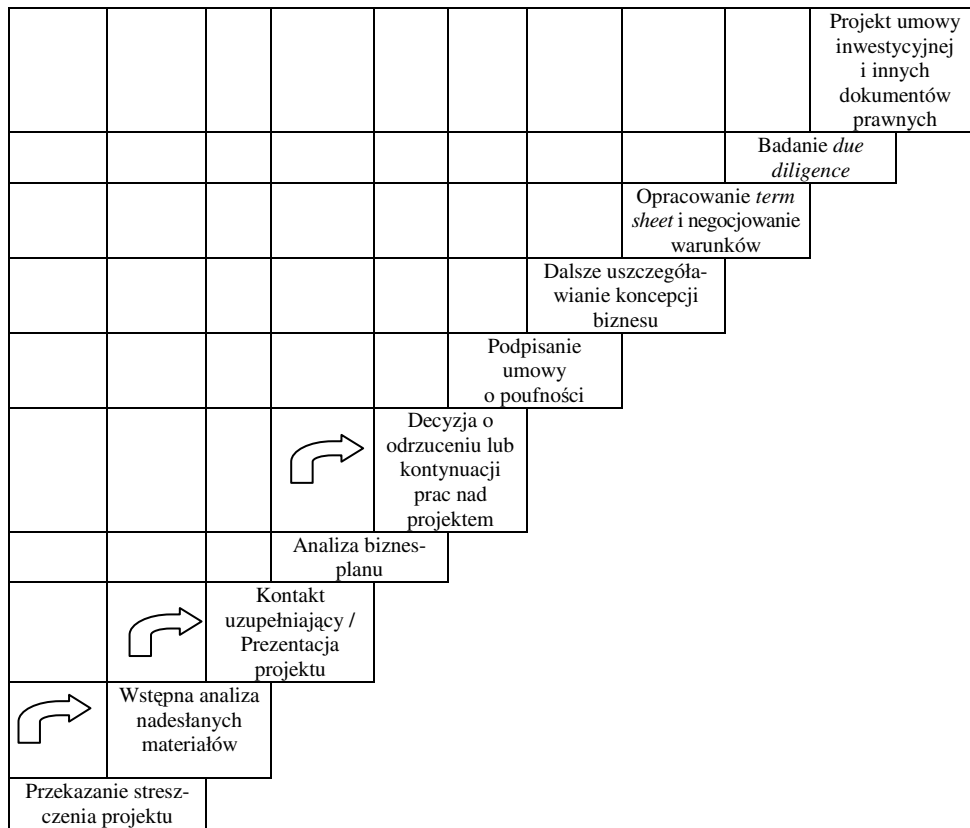 Projekt umowy
inwestycyjnej
i innych
dokumentów
prawnych
Badanie due
diligence
Opracowanie term
sheet i negocjowanie
warunków
Dalsze uszczegóła-
wianie koncepcji
biznesu
Podpisanie
umowy
o poufności
Decyzja o
odrzuceniu lub
kontynuacji
prac nad
projektem
Analiza biznes-
planu
Kontakt
uzupełniający /
Prezentacja
projektu
Wstępna analiza
nadesłanych
materiałów
Przekazanie stresz-
czenia projektu